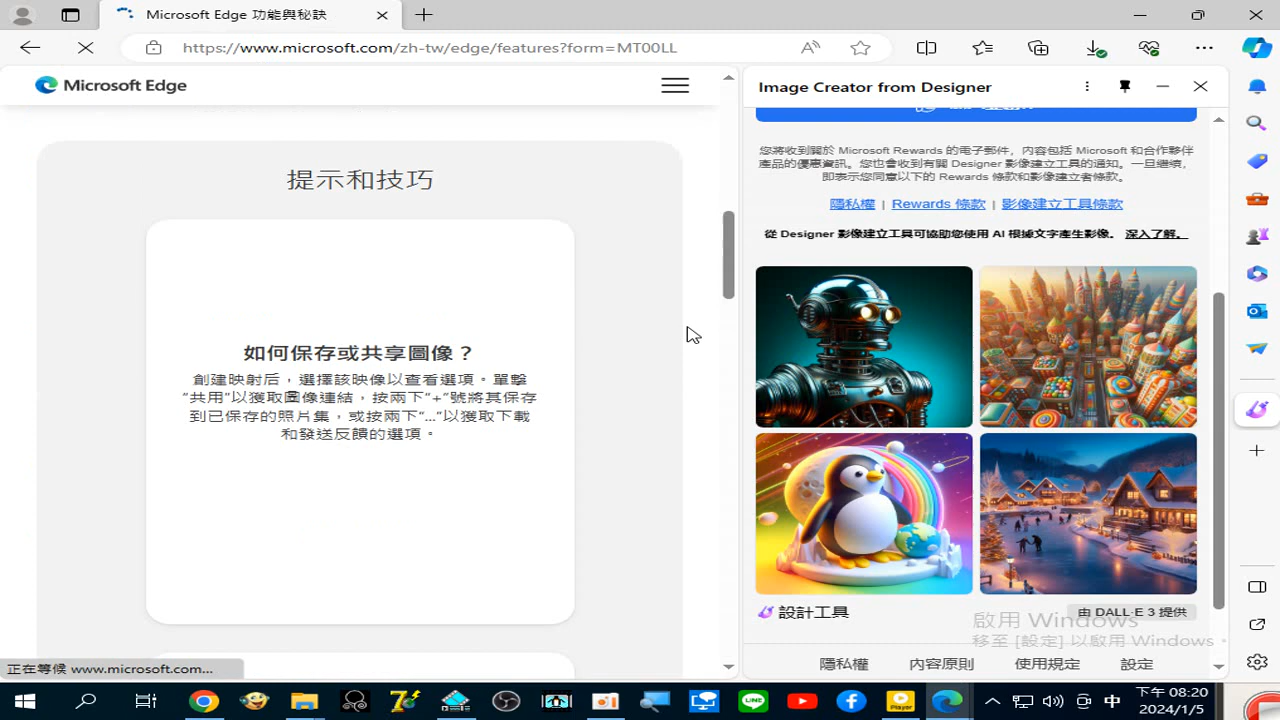 Microsoft Edge 功能與秘訣
https://www.microsoft.com/zh-tw/edge/features?form=MT00LL
Microsoft Edge
提示和技巧
如何保存或共享圖像？
創建映射后，選擇該映像以查看選項。單擊
"共用"以獲取圖像連結，按兩下"+"號將其保存
到已保存的照片集，或按兩下"..."以獲取下載
和發送反饋的選項。
正在等候 www.microsoft.com...
Image Creator from Designer
您將收到關於 Microsoft Rewards 的電子郵件，內容包括 Microsoft 和合作夥伴
產品的優惠資訊。您也會收到有關 Designer 影像建立工具的通知。一旦繼續，
即表示您同意以下的 Rewards 條款和影像建立者條款。
隱私權 | Rewards 條款 | 影像建立工具條款
從 Designer 影像建立工具可協助您使用 AI 根據文字產生影像。 深入了解。
設計工具
由 DALL·E 3 提供
啟用 Windows
移至 [設定] 以啟用 Windows。
隱私權 內容原則 使用規定 設定
中
下午 08:20
2024/1/5
LINE
Player